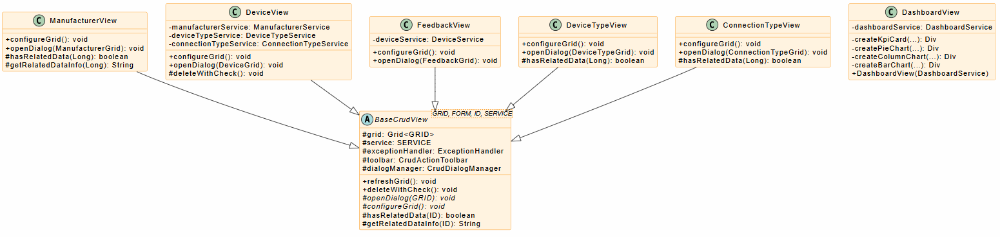 C ManufacturerView
+configureGrid(): void
+openDialog(ManufacturerGrid): void
#hasRelatedData(Long): boolean
#getRelatedDataInfo(Long): String
C DeviceView
-manufacturerService: ManufacturerService
-deviceTypeService: DeviceTypeService
-connectionTypeService: ConnectionTypeService
+configureGrid(): void
+openDialog(DeviceGrid): void
#deleteWithCheck(): void
C FeedbackView
-deviceService: DeviceService
+configureGrid(): void
+openDialog(FeedbackGrid): void
C DeviceTypeView
+configureGrid(): void
+openDialog(DeviceTypeGrid): void
#hasRelatedData(Long): boolean
C ConnectionTypeView
+configureGrid(): void
+openDialog(ConnectionTypeGrid): void
#hasRelatedData(Long): boolean
C DashboardView
-dashboardService: DashboardService
-createKpiCard(...): Div
-createPieChart(...): Div
-createColumnChart(...): Div
-createBarChart(...): Div
+DashboardView(DashboardService)
GRID, FORM, ID, SERVICE
A BaseCrudView
#grid: Grid<GRID>
#service: SERVICE
#exceptionHandler: ExceptionHandler
#toolbar: CrudActionToolbar
#dialogManager: CrudDialogManager
+refreshGrid(): void
+deleteWithCheck(): void
#openDialog(GRID): void
#configureGrid(): void
#hasRelatedData(ID): boolean
#getRelatedDataInfo(ID): String